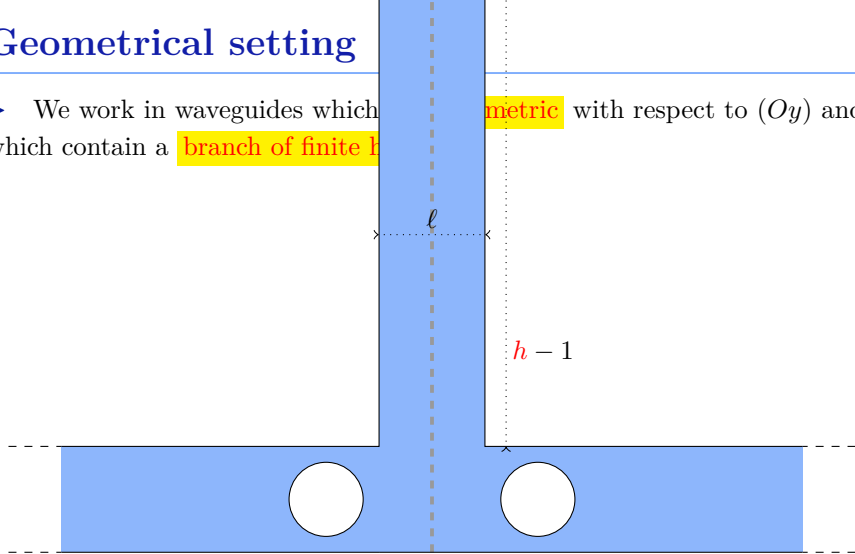 Geometrical setting
We work in waveguides which metric with respect to (Oy) and
which contain a branch of finite
ℓ
h − 1